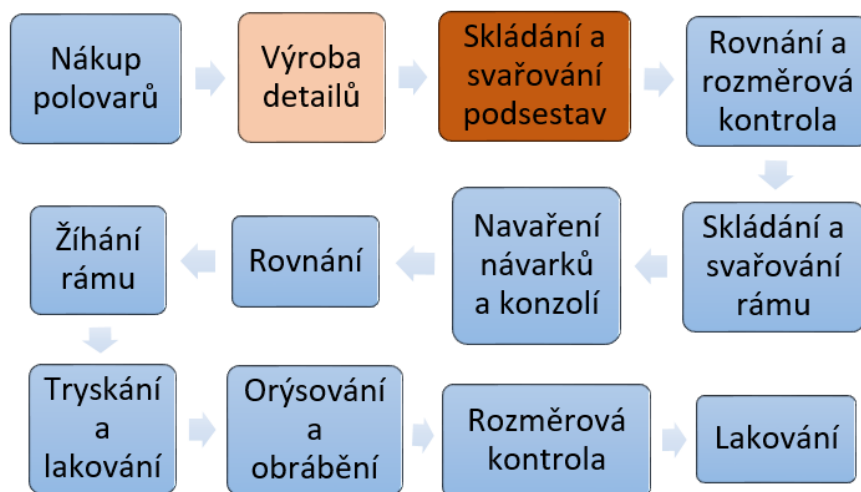 Nákup
polovarů
Výroba
detailů
Skládání a
svařování
podsestav
Rovnání a
rozměrová
kontrola
Skládání a
svařování
rámu
Navaření
návarků
a konzolí
Rovnání
Žíhání
rámu
Tryskání
a
lakování
Orýsování
a
obrábění
Rozměrová
kontrola
Lakování